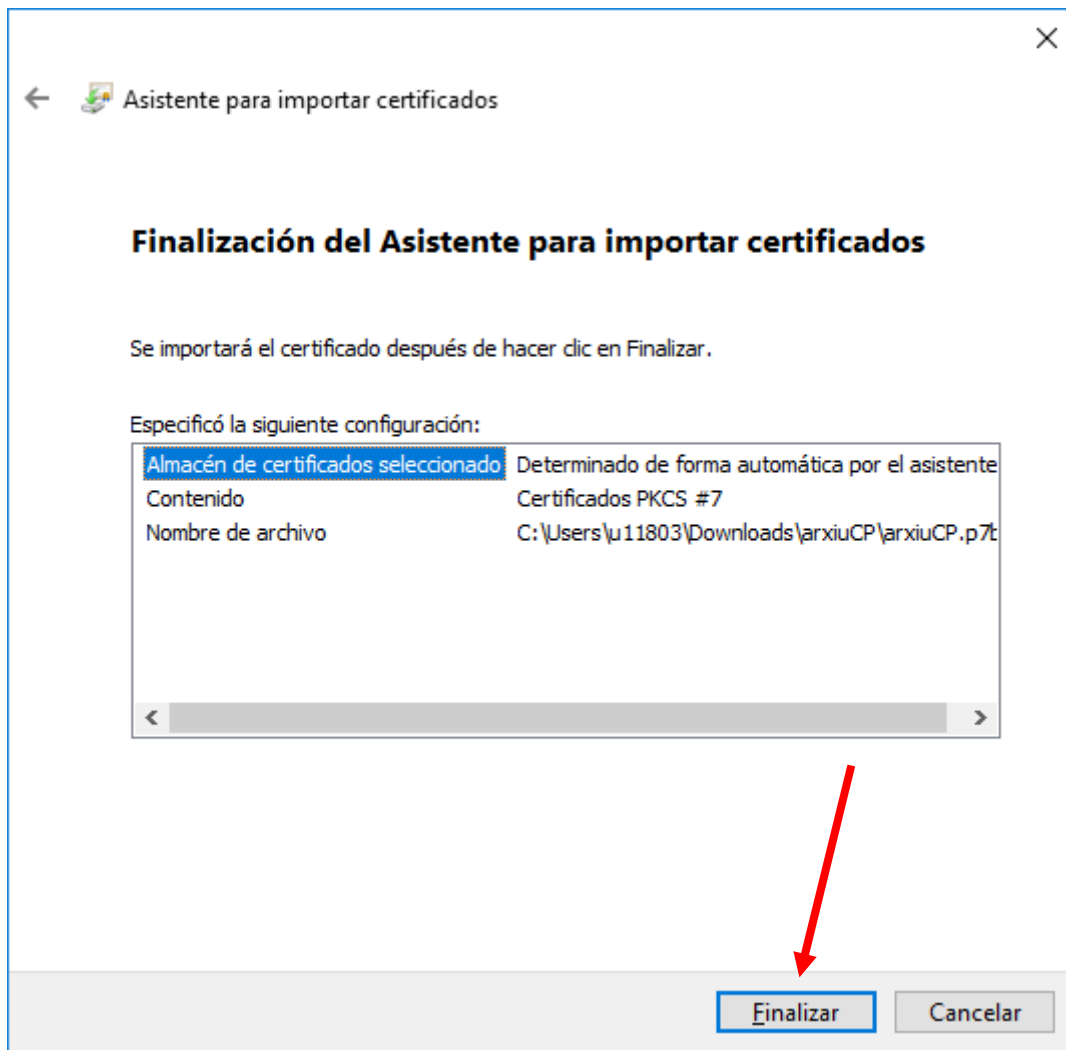 Asistente para importar certificados
Finalización del Asistente para importar certificados
Se importará el certificado después de hacer clic en Finalizar.
Especificó la siguiente configuración:
Almacén de certificados seleccionado Determinado de forma automática por el asistente
Contenido Certificados PKCS #7
Nombre de archivo C:\Users\u11803\Downloads\arxiuCP\arxiuCP.p7b
Finalizar Cancelar